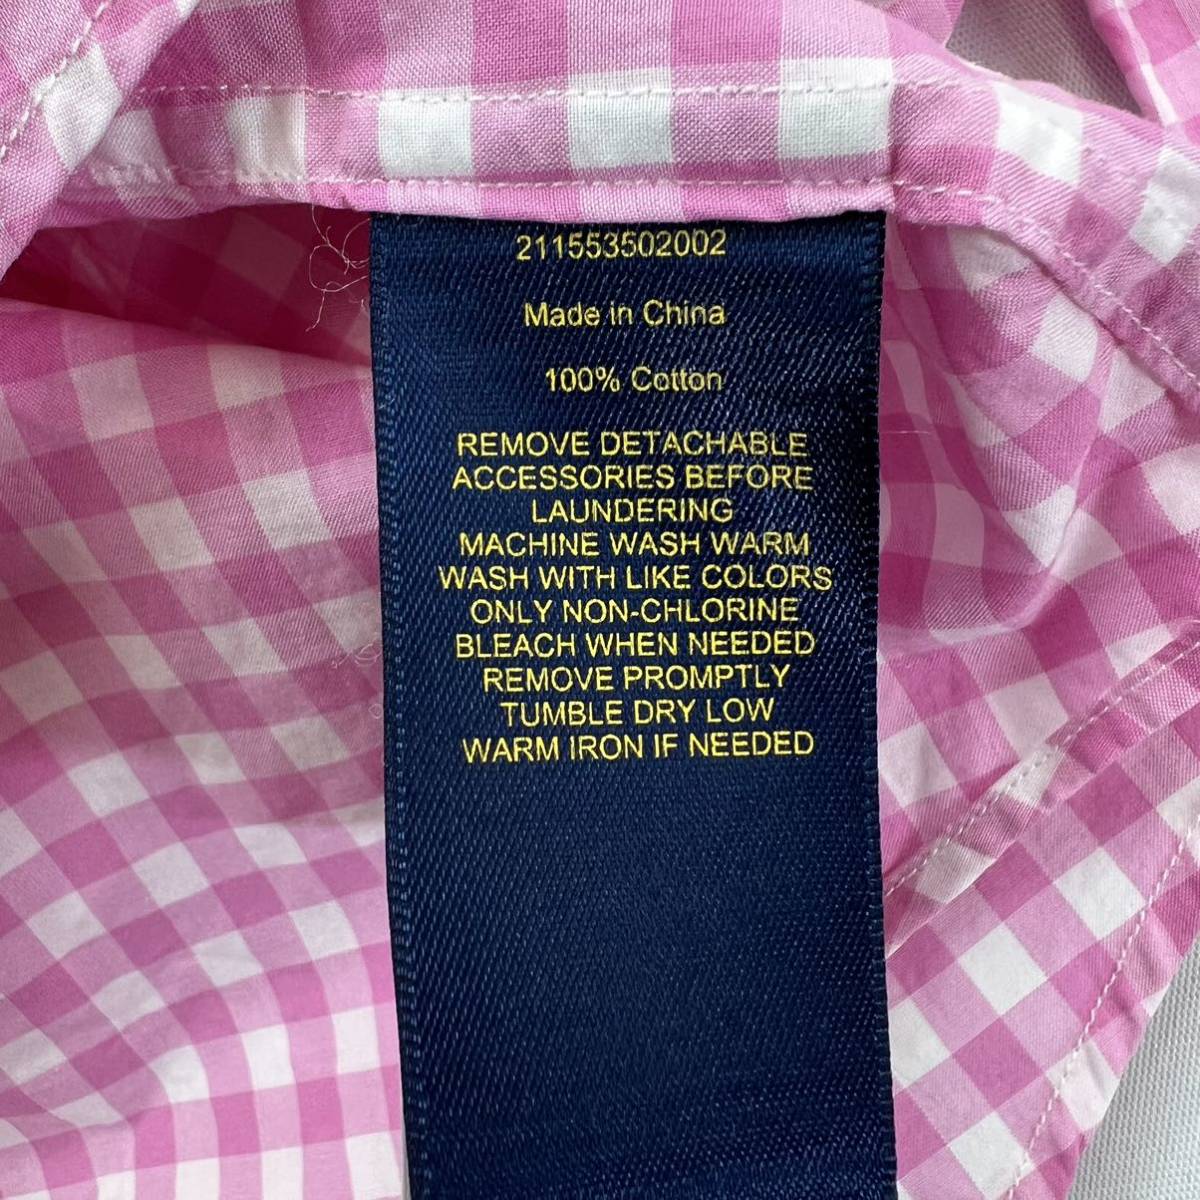 211553502002
Made in China
100% Cotton
REMOVE DETACHABLE
ACCESSORIES BEFORE
LAUNDERING
MACHINE WASH WARM
WASH WITH LIKE COLORS
ONLY NON-CHLORINE
BLEACH WHEN NEEDED
REMOVE PROMPTLY
TUMBLE DRY LOW
WARM IRON IF NEEDED